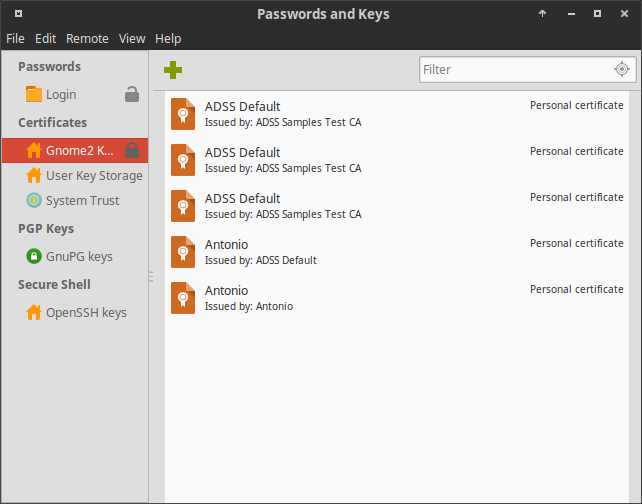 Passwords and Keys
File Edit Remote View Help
Passwords
Login
Certificates
Gnome2 K...
User Key Storage
System Trust
PGP Keys
GnuPG keys
Secure Shell
OpenSSH keys
Filter
ADSS Default
Personal certificate
Issued by: ADSS Samples Test CA
ADSS Default
Personal certificate
Issued by: ADSS Samples Test CA
ADSS Default
Personal certificate
Issued by: ADSS Samples Test CA
Antonio
Personal certificate
Issued by: ADSS Default
Antonio
Personal certificate
Issued by: Antonio